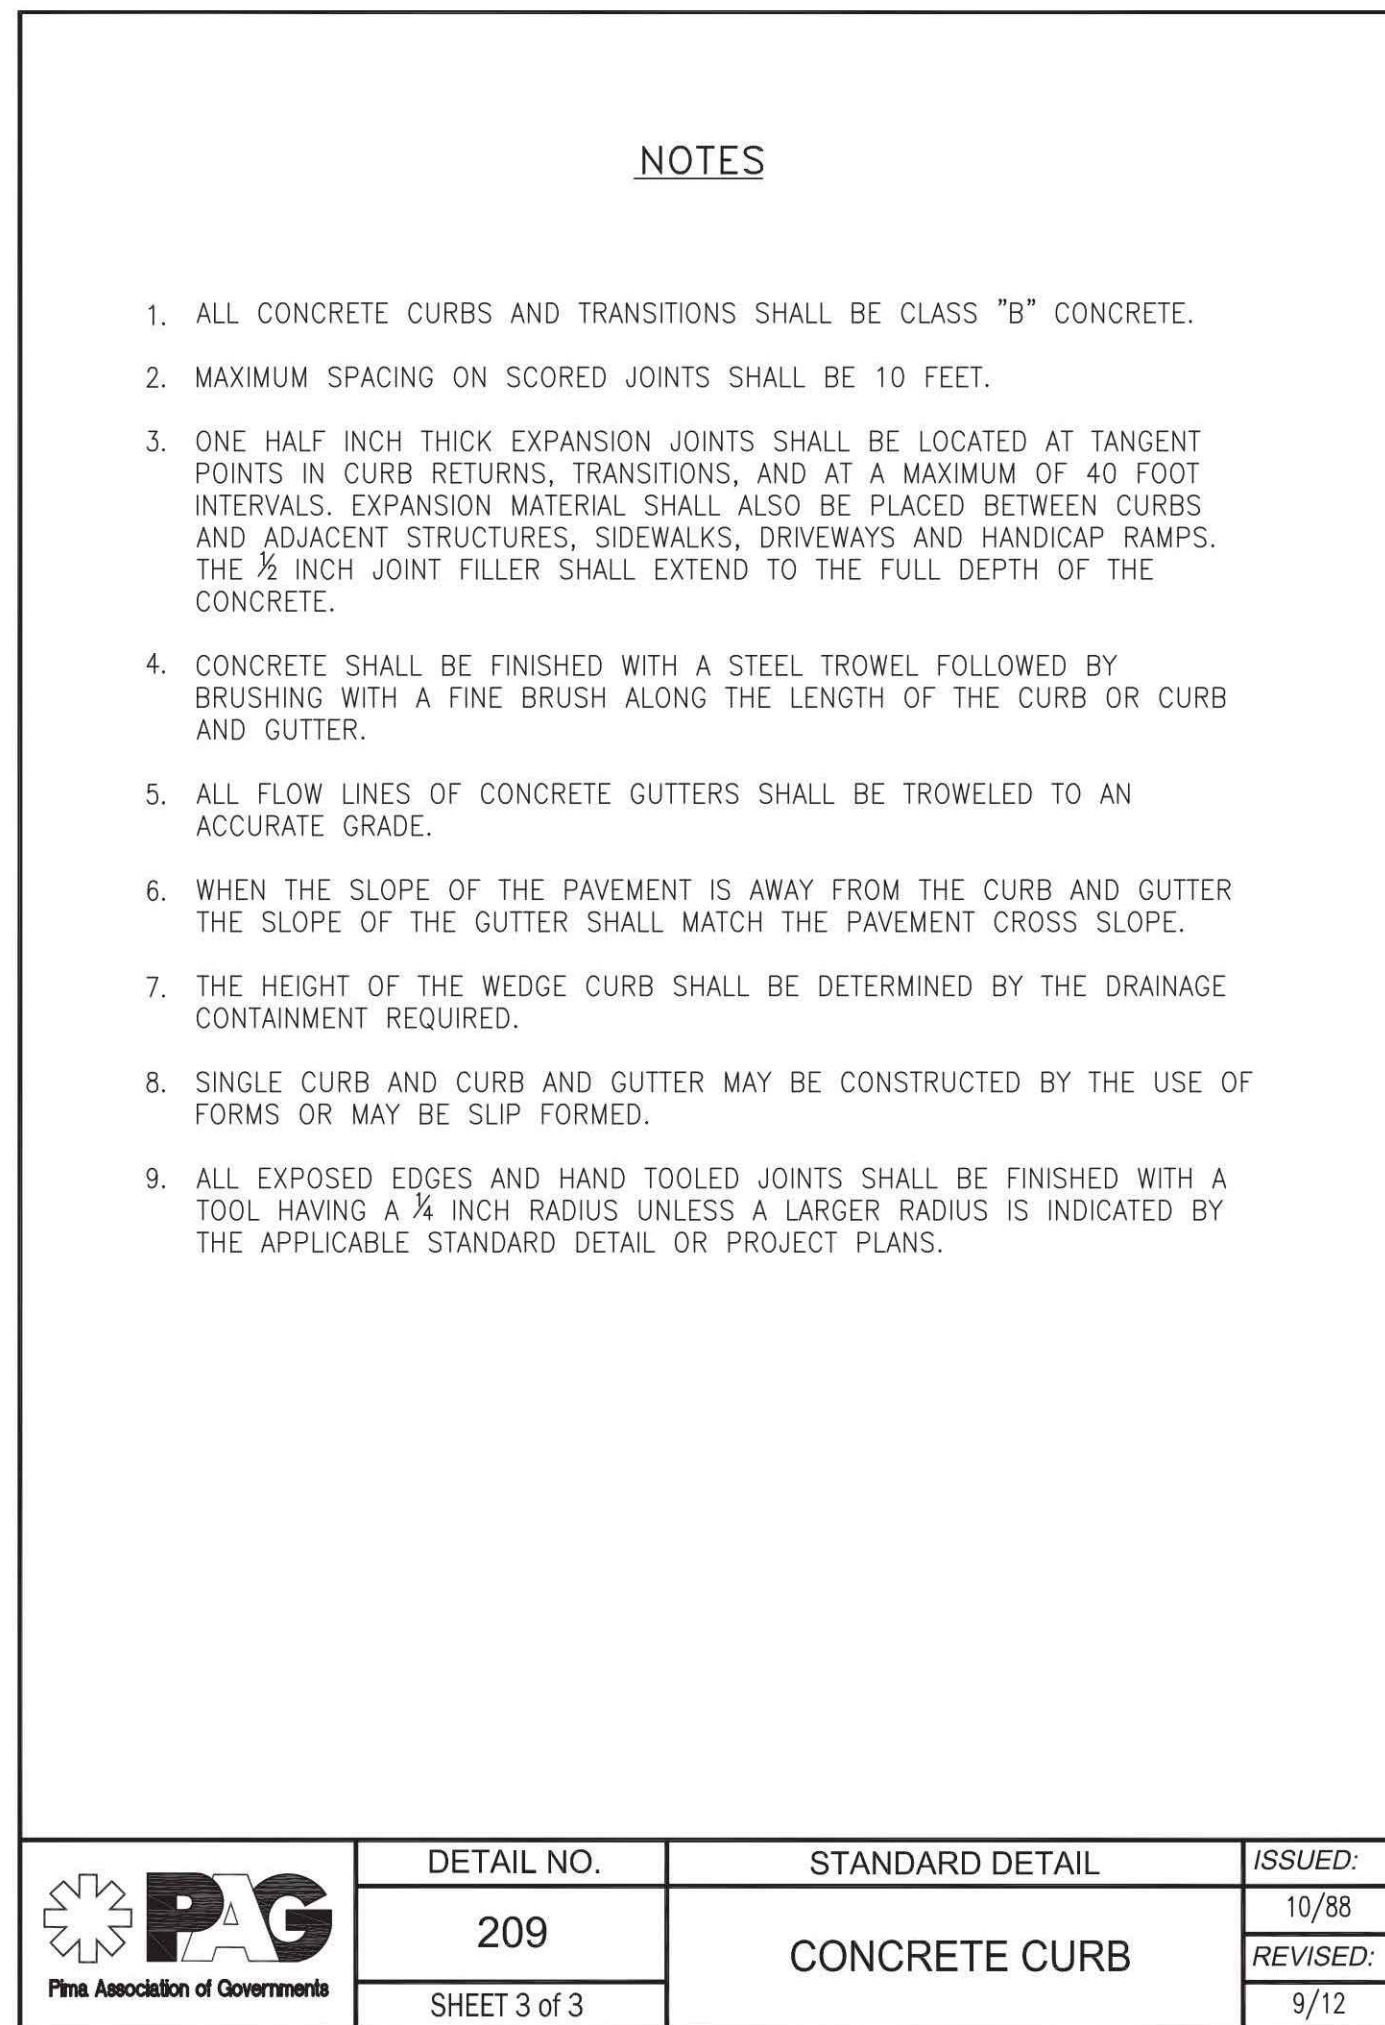 NOTES
1. ALL CONCRETE CURBS AND TRANSITIONS SHALL BE CLASS "B" CONCRETE.
2. MAXIMUM SPACING ON SCORED JOINTS SHALL BE 10 FEET.
3. ONE HALF INCH THICK EXPANSION JOINTS SHALL BE LOCATED AT TANGENT
POINTS IN CURB RETURNS, TRANSITIONS, AND AT A MAXIMUM OF 40 FOOT
INTERVALS. EXPANSION MATERIAL SHALL ALSO BE PLACED BETWEEN CURBS
AND ADJACENT STRUCTURES, SIDEWALKS, DRIVEWAYS AND HANDICAP RAMPS.
THE ½ INCH JOINT FILLER SHALL EXTEND TO THE FULL DEPTH OF THE
CONCRETE.
4. CONCRETE SHALL BE FINISHED WITH A STEEL TROWEL FOLLOWED BY
BRUSHING WITH A FINE BRUSH ALONG THE LENGTH OF THE CURB OR CURB
AND GUTTER.
5. ALL FLOW LINES OF CONCRETE GUTTERS SHALL BE TROWELED TO AN
ACCURATE GRADE.
6. WHEN THE SLOPE OF THE PAVEMENT IS AWAY FROM THE CURB AND GUTTER
THE SLOPE OF THE GUTTER SHALL MATCH THE PAVEMENT CROSS SLOPE.
7. THE HEIGHT OF THE WEDGE CURB SHALL BE DETERMINED BY THE DRAINAGE
CONTAINMENT REQUIRED.
8. SINGLE CURB AND CURB AND GUTTER MAY BE CONSTRUCTED BY THE USE OF
FORMS OR MAY BE SLIP FORMED.
9. ALL EXPOSED EDGES AND HAND TOOLED JOINTS SHALL BE FINISHED WITH A
TOOL HAVING A ¼ INCH RADIUS UNLESS A LARGER RADIUS IS INDICATED BY
THE APPLICABLE STANDARD DETAIL OR PROJECT PLANS.
PAG
Pima Association of Governments
DETAIL NO.
209
SHEET 3 of 3
STANDARD DETAIL
CONCRETE CURB
ISSUED:
10/88
REVISED:
9/12